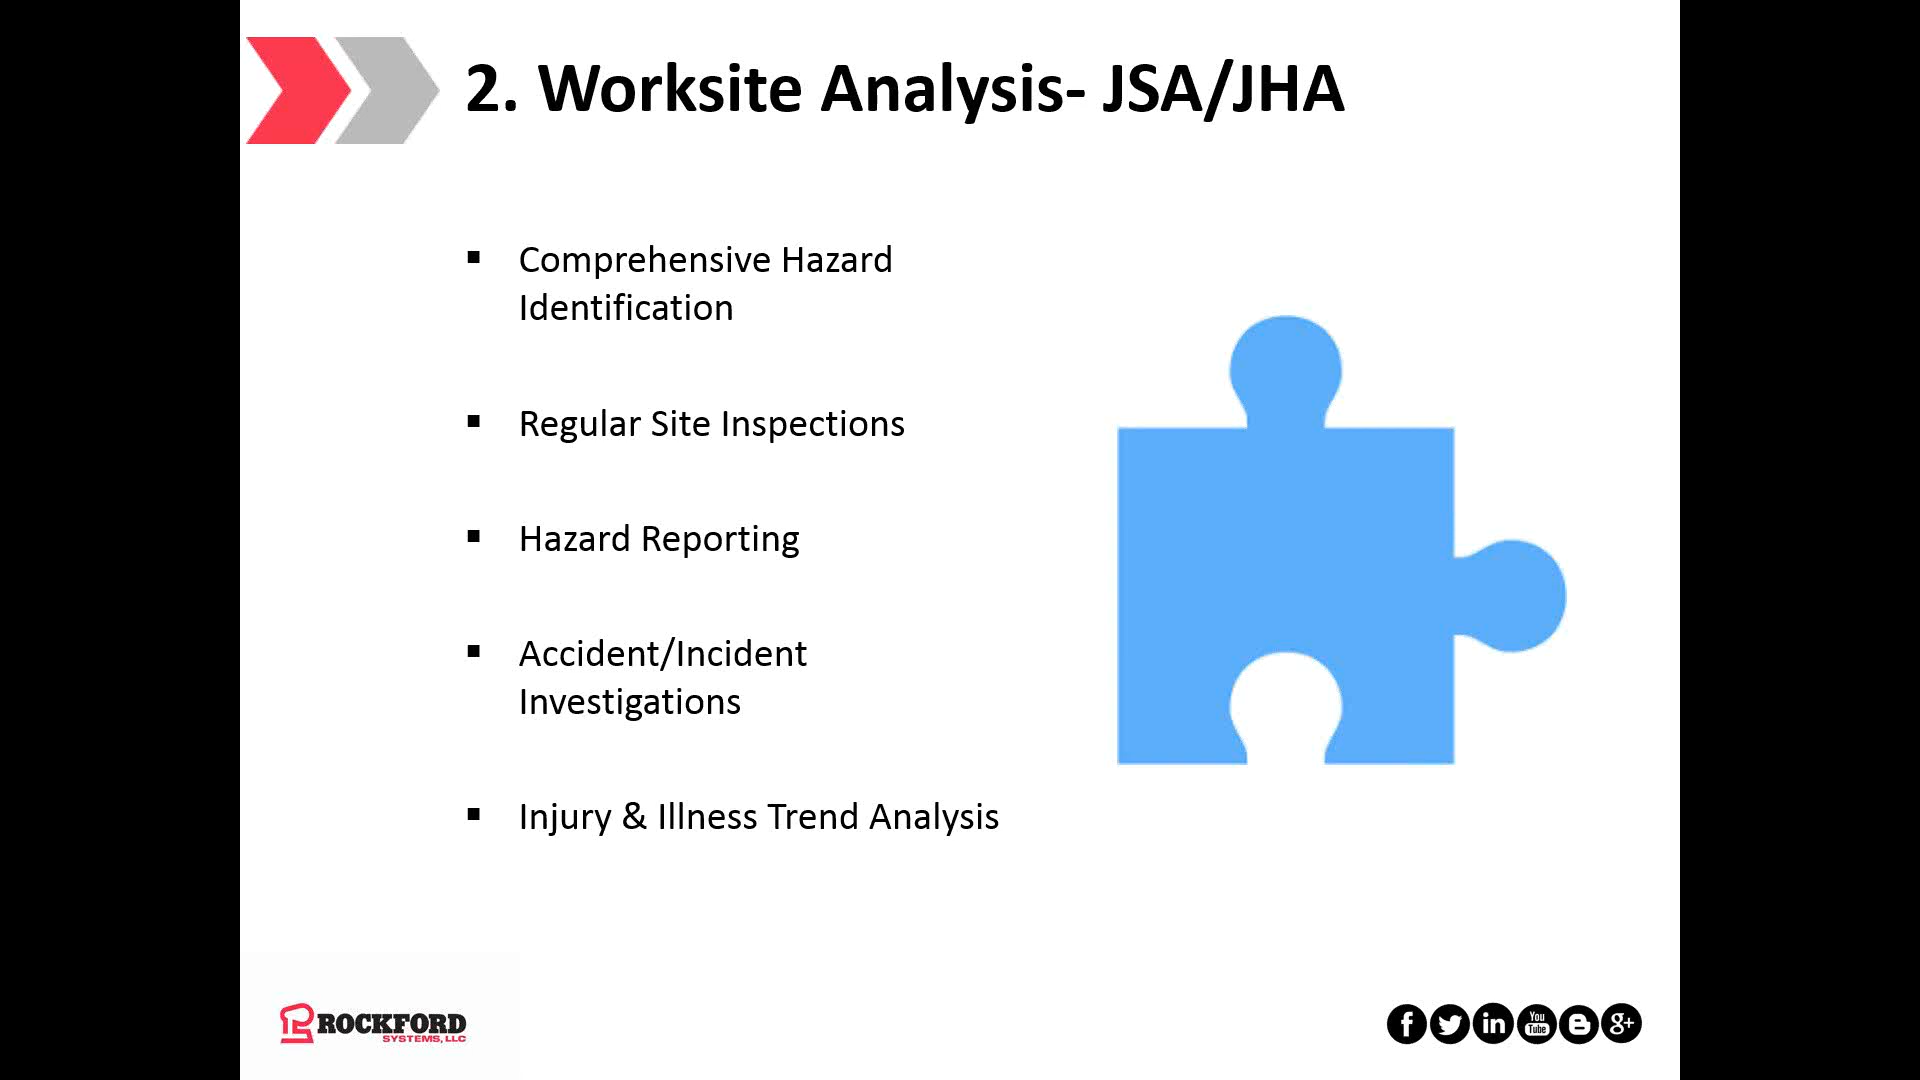 2. Worksite Analysis- JSA/JHA
▪ Comprehensive Hazard
Identification
▪ Regular Site Inspections
▪ Hazard Reporting
▪ Accident/Incident
Investigations
▪ Injury & Illness Trend Analysis
ROCKFORD
SYSTEMS, LLC
f
in
You
Tube
B
g+